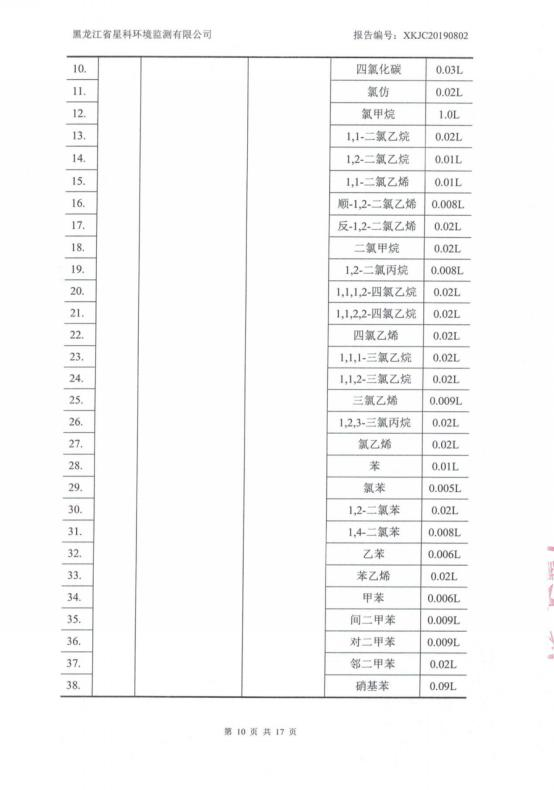 黑龙江省星科环境监测有限公司 报告编号：XKJC20190802
10. 四氯化碳 0.03L
11. 氯仿 0.02L
12. 氯甲烷 1.0L
13. 1,1-二氯乙烷 0.02L
14. 1,2-二氯乙烷 0.01L
15. 1,1-二氯乙烯 0.01L
16. 顺-1,2-二氯乙烯 0.008L
17. 反-1,2-二氯乙烯 0.02L
18. 二氯甲烷 0.02L
19. 1,2-二氯丙烷 0.008L
20. 1,1,1,2-四氯乙烷 0.02L
21. 1,1,2,2-四氯乙烷 0.02L
22. 四氯乙烯 0.02L
23. 1,1,1-三氯乙烷 0.02L
24. 1,1,2-三氯乙烷 0.02L
25. 三氯乙烯 0.009L
26. 1,2,3-三氯丙烷 0.02L
27. 氯乙烯 0.02L
28. 苯 0.01L
29. 氯苯 0.005L
30. 1,2-二氯苯 0.02L
31. 1,4-二氯苯 0.008L
32. 乙苯 0.006L
33. 苯乙烯 0.02L
34. 甲苯 0.006L
35. 间二甲苯 0.009L
36. 对二甲苯 0.009L
37. 邻二甲苯 0.02L
38. 硝基苯 0.09L
第 10 页 共 17 页